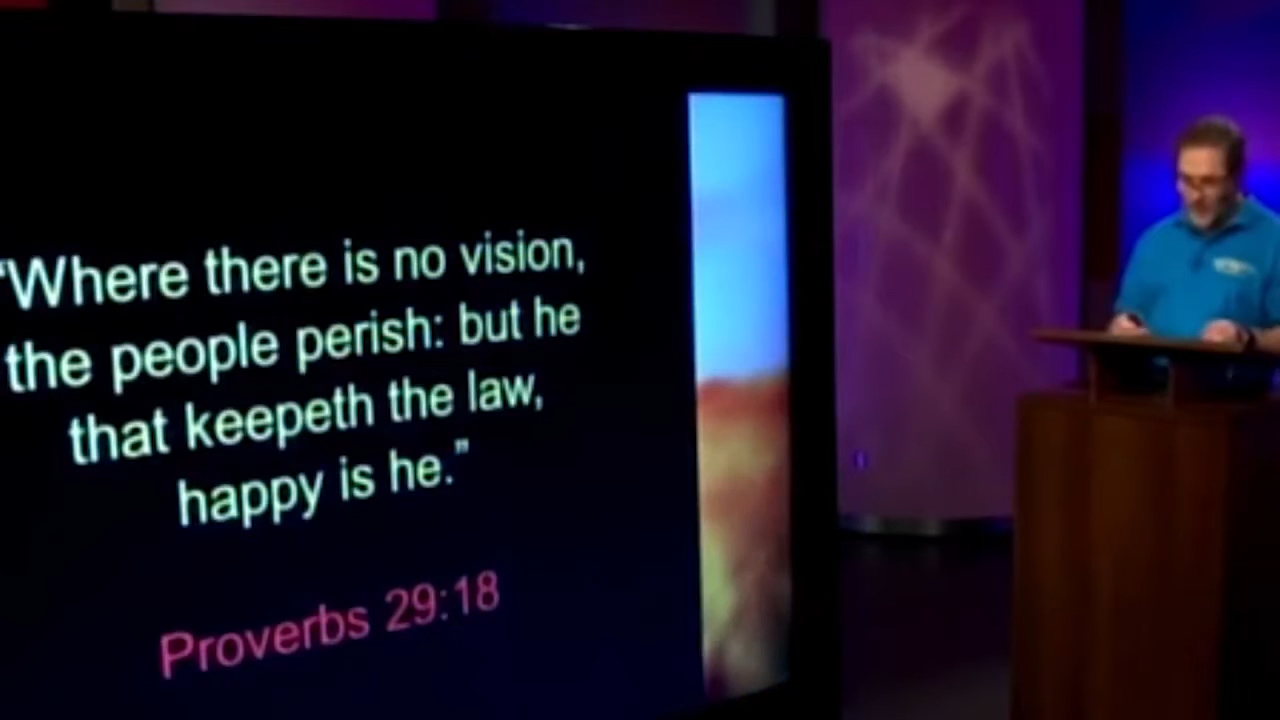 “Where there is no vision,
the people perish: but he
that keepeth the law,
happy is he.”
Proverbs 29:18